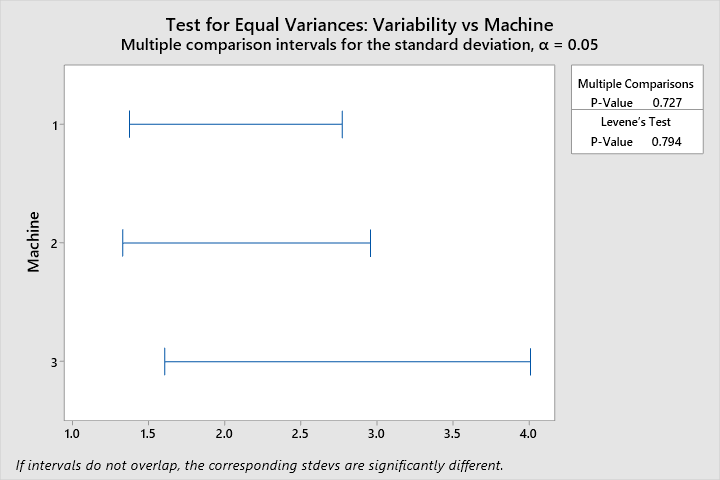 Test for Equal Variances: Variability vs Machine
Multiple comparison intervals for the standard deviation, α = 0.05
Multiple Comparisons
P-Value 0.727
Levene's Test
P-Value 0.794
Machine
1
2
3
1.0 1.5 2.0 2.5 3.0 3.5 4.0
If intervals do not overlap, the corresponding stdevs are significantly different.